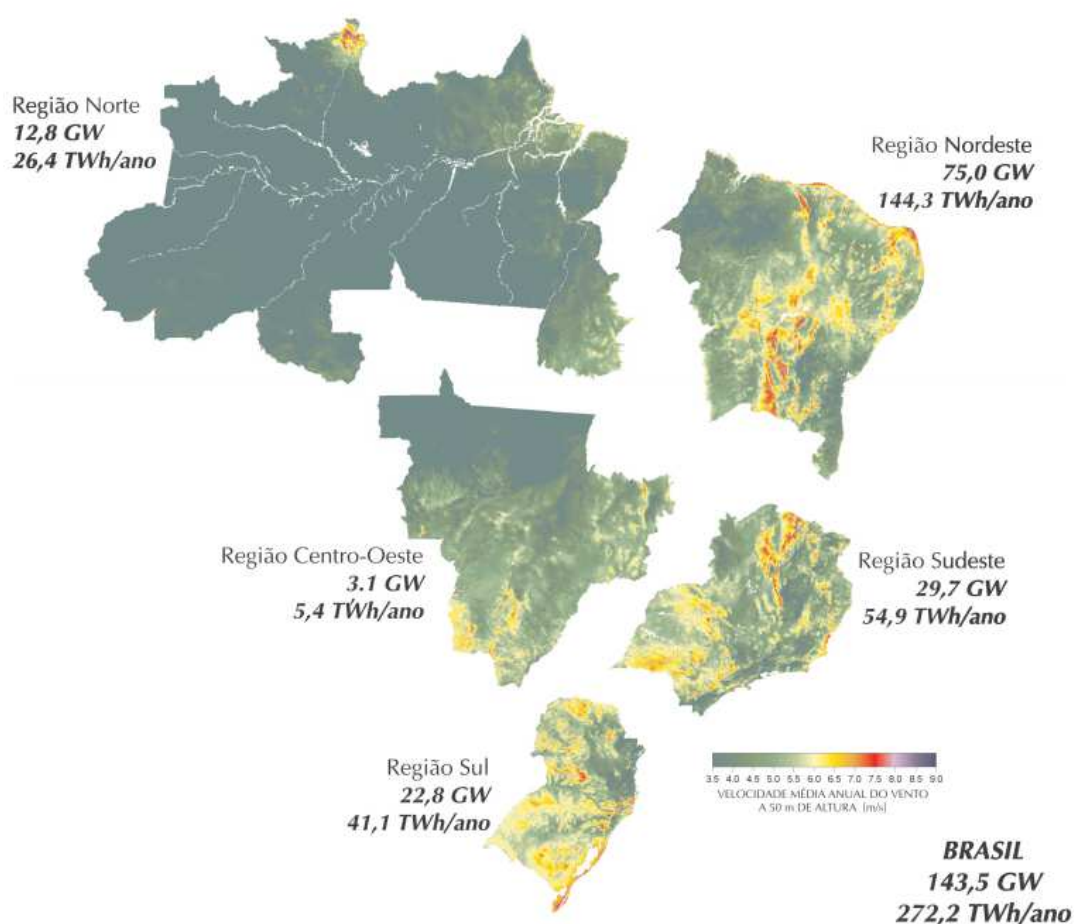 Região Norte
12,8 GW
26,4 TWh/ano
Região Nordeste
75,0 GW
144,3 TWh/ano
Região Centro-Oeste
3.1 GW
5,4 TWh/ano
Região Sudeste
29,7 GW
54,9 TWh/ano
Região Sul
22,8 GW
41,1 TWh/ano
3.5 4.0 4.5 5.0 5.5 6.0 6.5 7.0 7.5 8.0 8.5 9.0
VELOCIDADE MÉDIA ANUAL DO VENTO
A 50 m DE ALTURA [m/s]
BRASIL
143,5 GW
272,2 TWh/ano